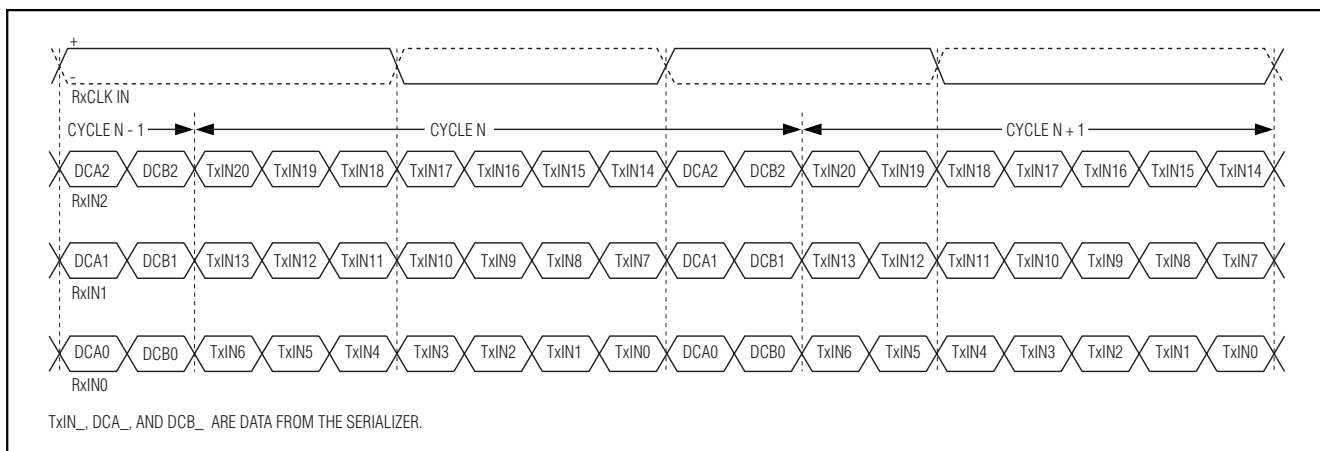 +
-
RxCLK IN
CYCLE N - 1 CYCLE N CYCLE N + 1
DCA2 DCB2 TxIN20 TxIN19 TxIN18 TxIN17 TxIN16 TxIN15 TxIN14 DCA2 DCB2 TxIN20 TxIN19 TxIN18 TxIN17 TxIN16 TxIN15 TxIN14
RxIN2
DCA1 DCB1 TxIN13 TxIN12 TxIN11 TxIN10 TxIN9 TxIN8 TxIN7 DCA1 DCB1 TxIN13 TxIN12 TxIN11 TxIN10 TxIN9 TxIN8 TxIN7
RxIN1
DCA0 DCB0 TxIN6 TxIN5 TxIN4 TxIN3 TxIN2 TxIN1 TxIN0 DCA0 DCB0 TxIN6 TxIN5 TxIN4 TxIN3 TxIN2 TxIN1 TxIN0
RxIN0
TxIN_, DCA_, AND DCB_ ARE DATA FROM THE SERIALIZER.